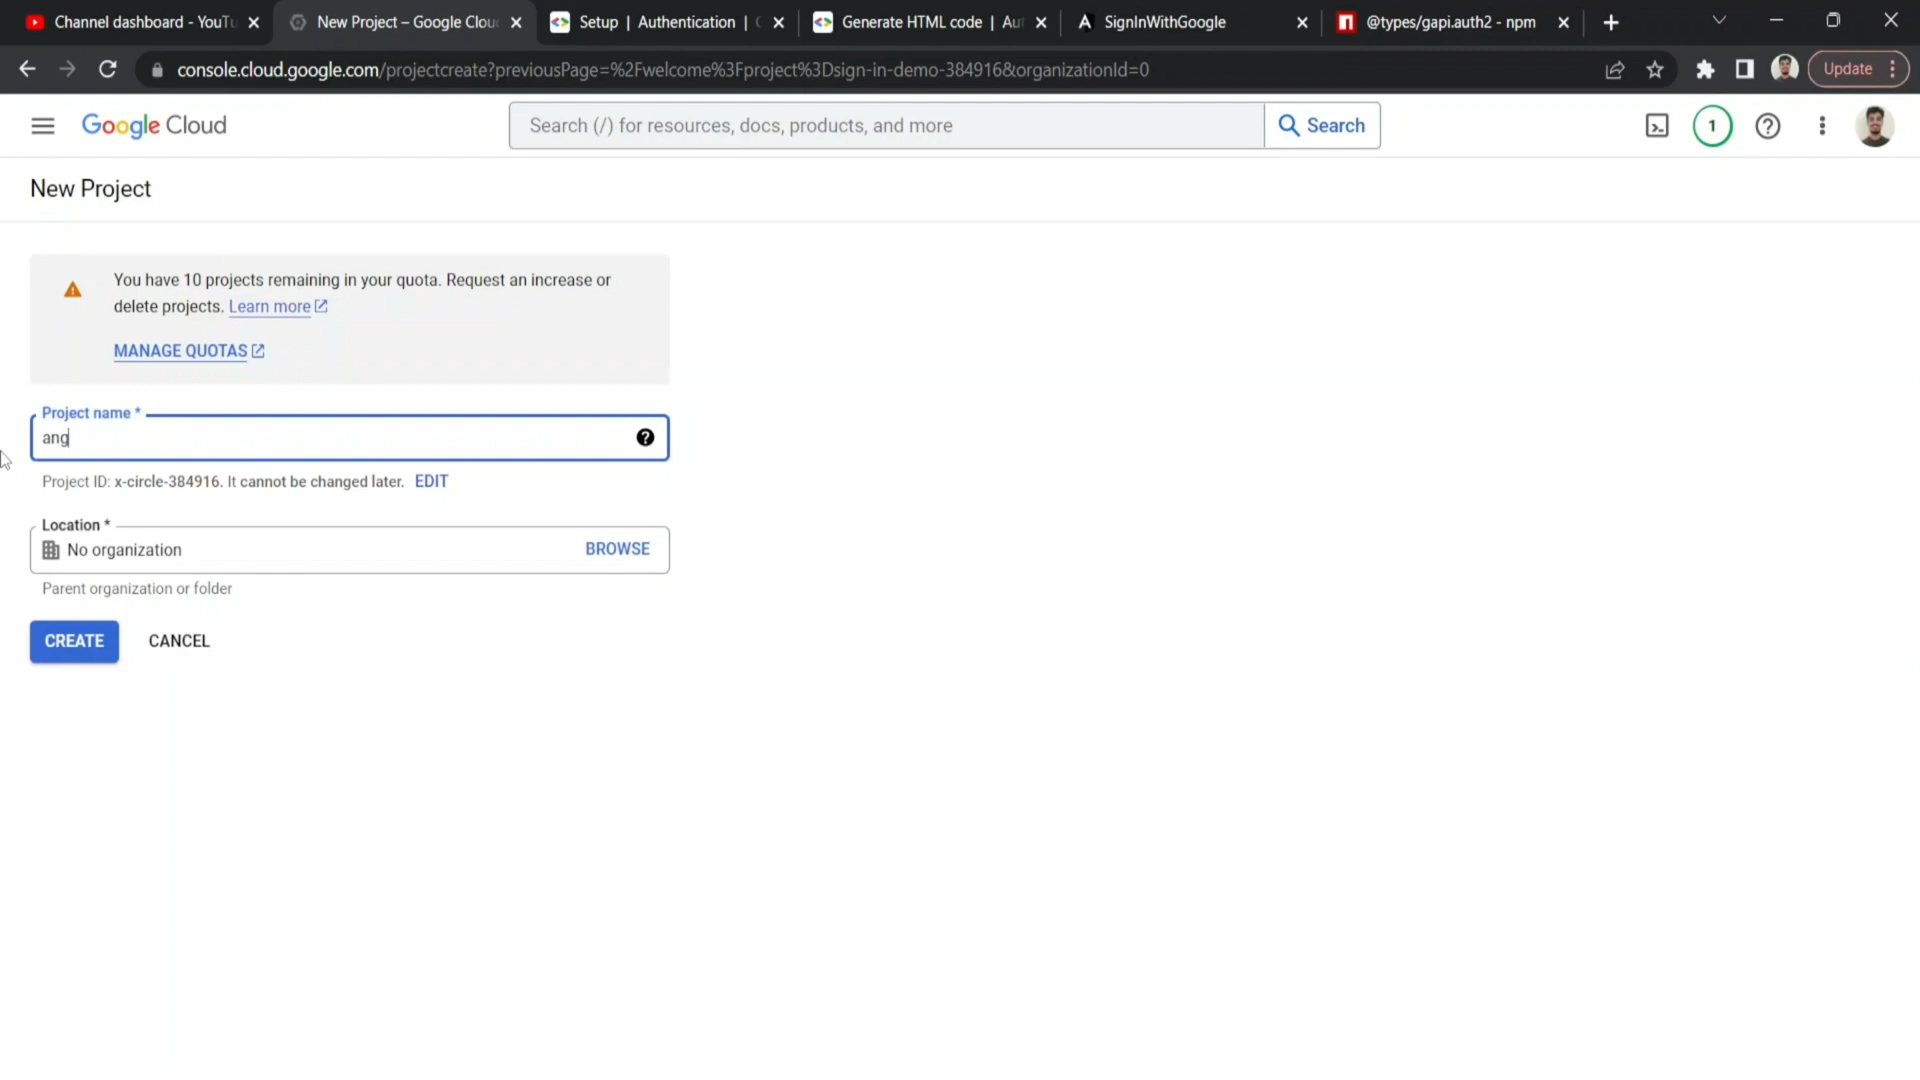 Channel dashboard - YouTu
New Project – Google Clou
Setup | Authentication |
Generate HTML code | Au
SignInWithGoogle
@types/gapi.auth2 - npm
console.cloud.google.com/projectcreate?previousPage=%2Fwelcome%3Fproject%3Dsign-in-demo-384916&organizationId=0
Update
Google Cloud
Search (/) for resources, docs, products, and more
Search
1
New Project
You have 10 projects remaining in your quota. Request an increase or
delete projects. Learn more
MANAGE QUOTAS
Project name *
ang
Project ID: x-circle-384916. It cannot be changed later. EDIT
Location *
No organization
BROWSE
Parent organization or folder
CREATE
CANCEL